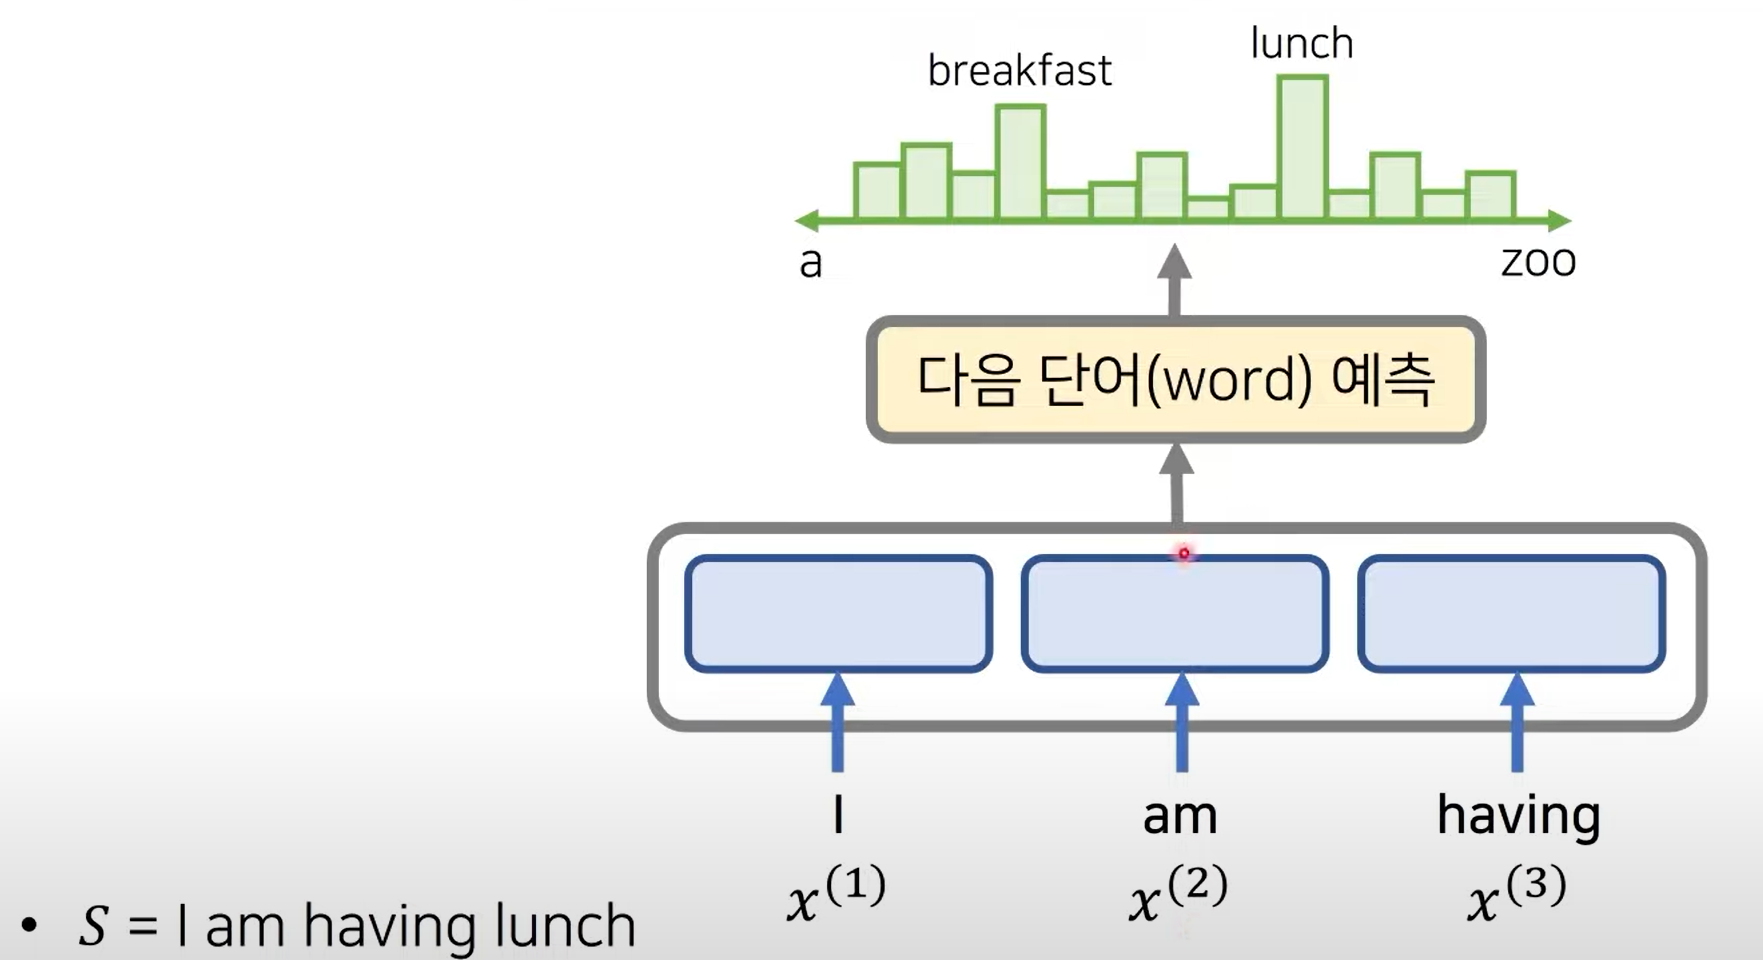 breakfast
lunch
a
zoo
다음 단어(word) 예측
I
am
having
x^(1)
x^(2)
x^(3)
• S = I am having lunch